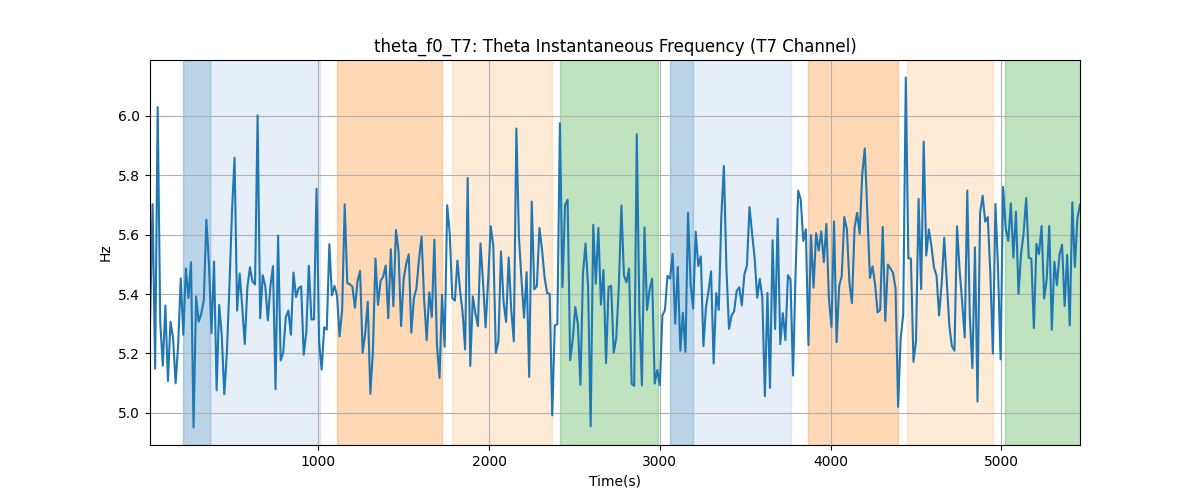 theta_f0_T7: Theta Instantaneous Frequency (T7 Channel)
Hz
6.0
5.8
5.6
5.4
5.2
5.0
1000 2000 3000 4000 5000
Time(s)